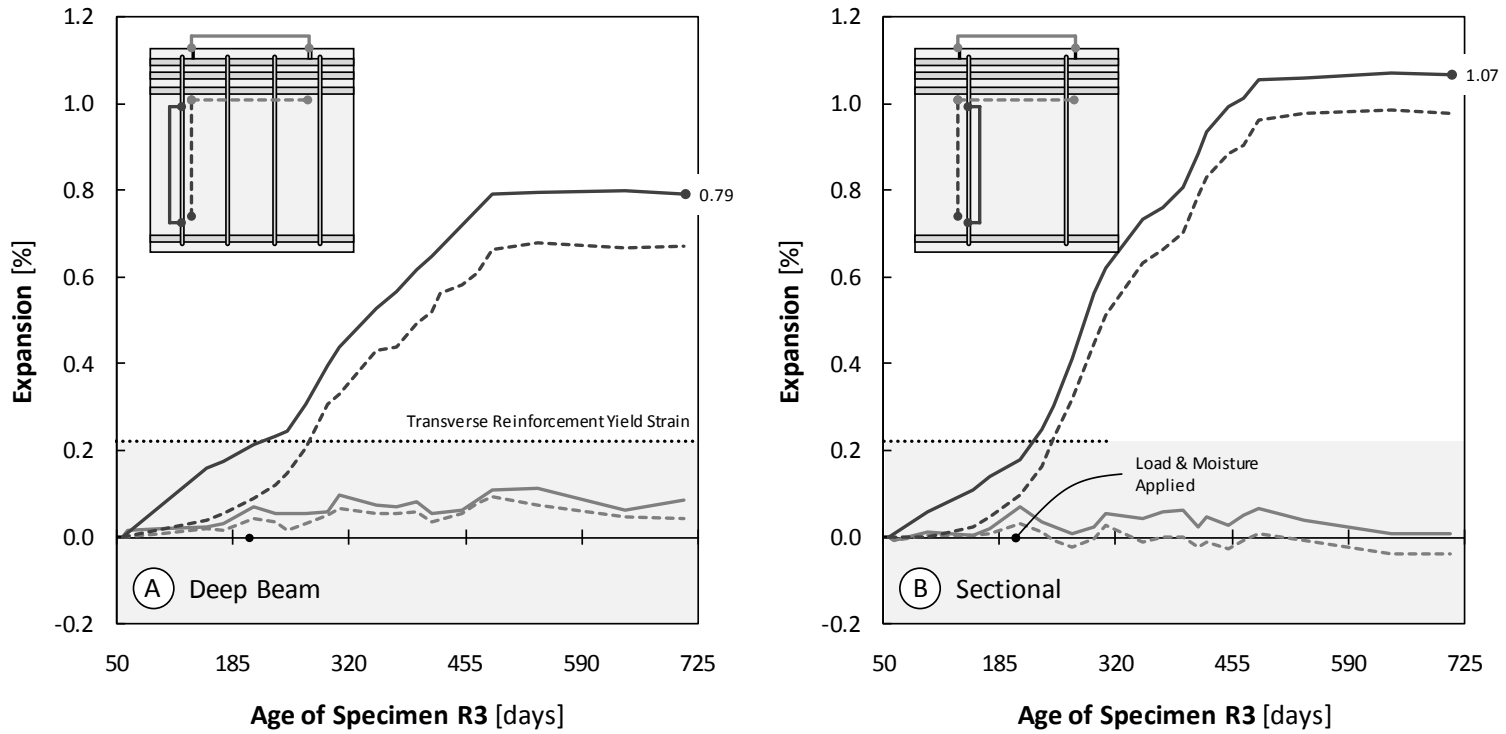 1.2
1.0
0.8
0.6
0.4
0.2
0.0
-0.2
Expansion [%]
0.79
Transverse Reinforcement Yield Strain
A Deep Beam
50 185 320 455 590 725
Age of Specimen R3 [days]
1.2
1.0
0.8
0.6
0.4
0.2
0.0
-0.2
Expansion [%]
1.07
Load & Moisture
Applied
B Sectional
50 185 320 455 590 725
Age of Specimen R3 [days]